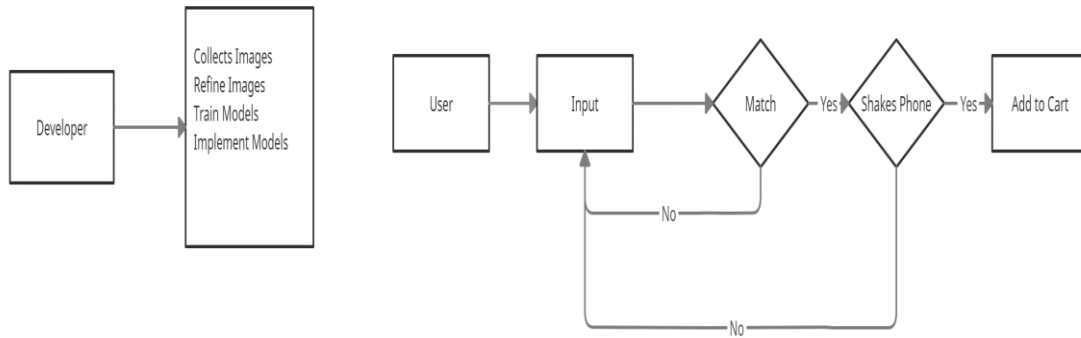 Developer
Collects Images
Refine Images
Train Models
Implement Models
User
Input
Match
Yes
Shakes Phone
Yes
Add to Cart
No
No